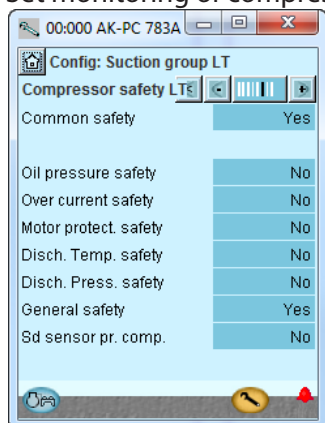 Set monitoring of compres
00:000 AK-PC 783A
Config: Suction group LT
Compressor safety LT
Common safety Yes
Oil pressure safety No
Over current safety No
Motor protect. safety No
Disch. Temp. safety No
Disch. Press. safety No
General safety Yes
Sd sensor pr. comp. No